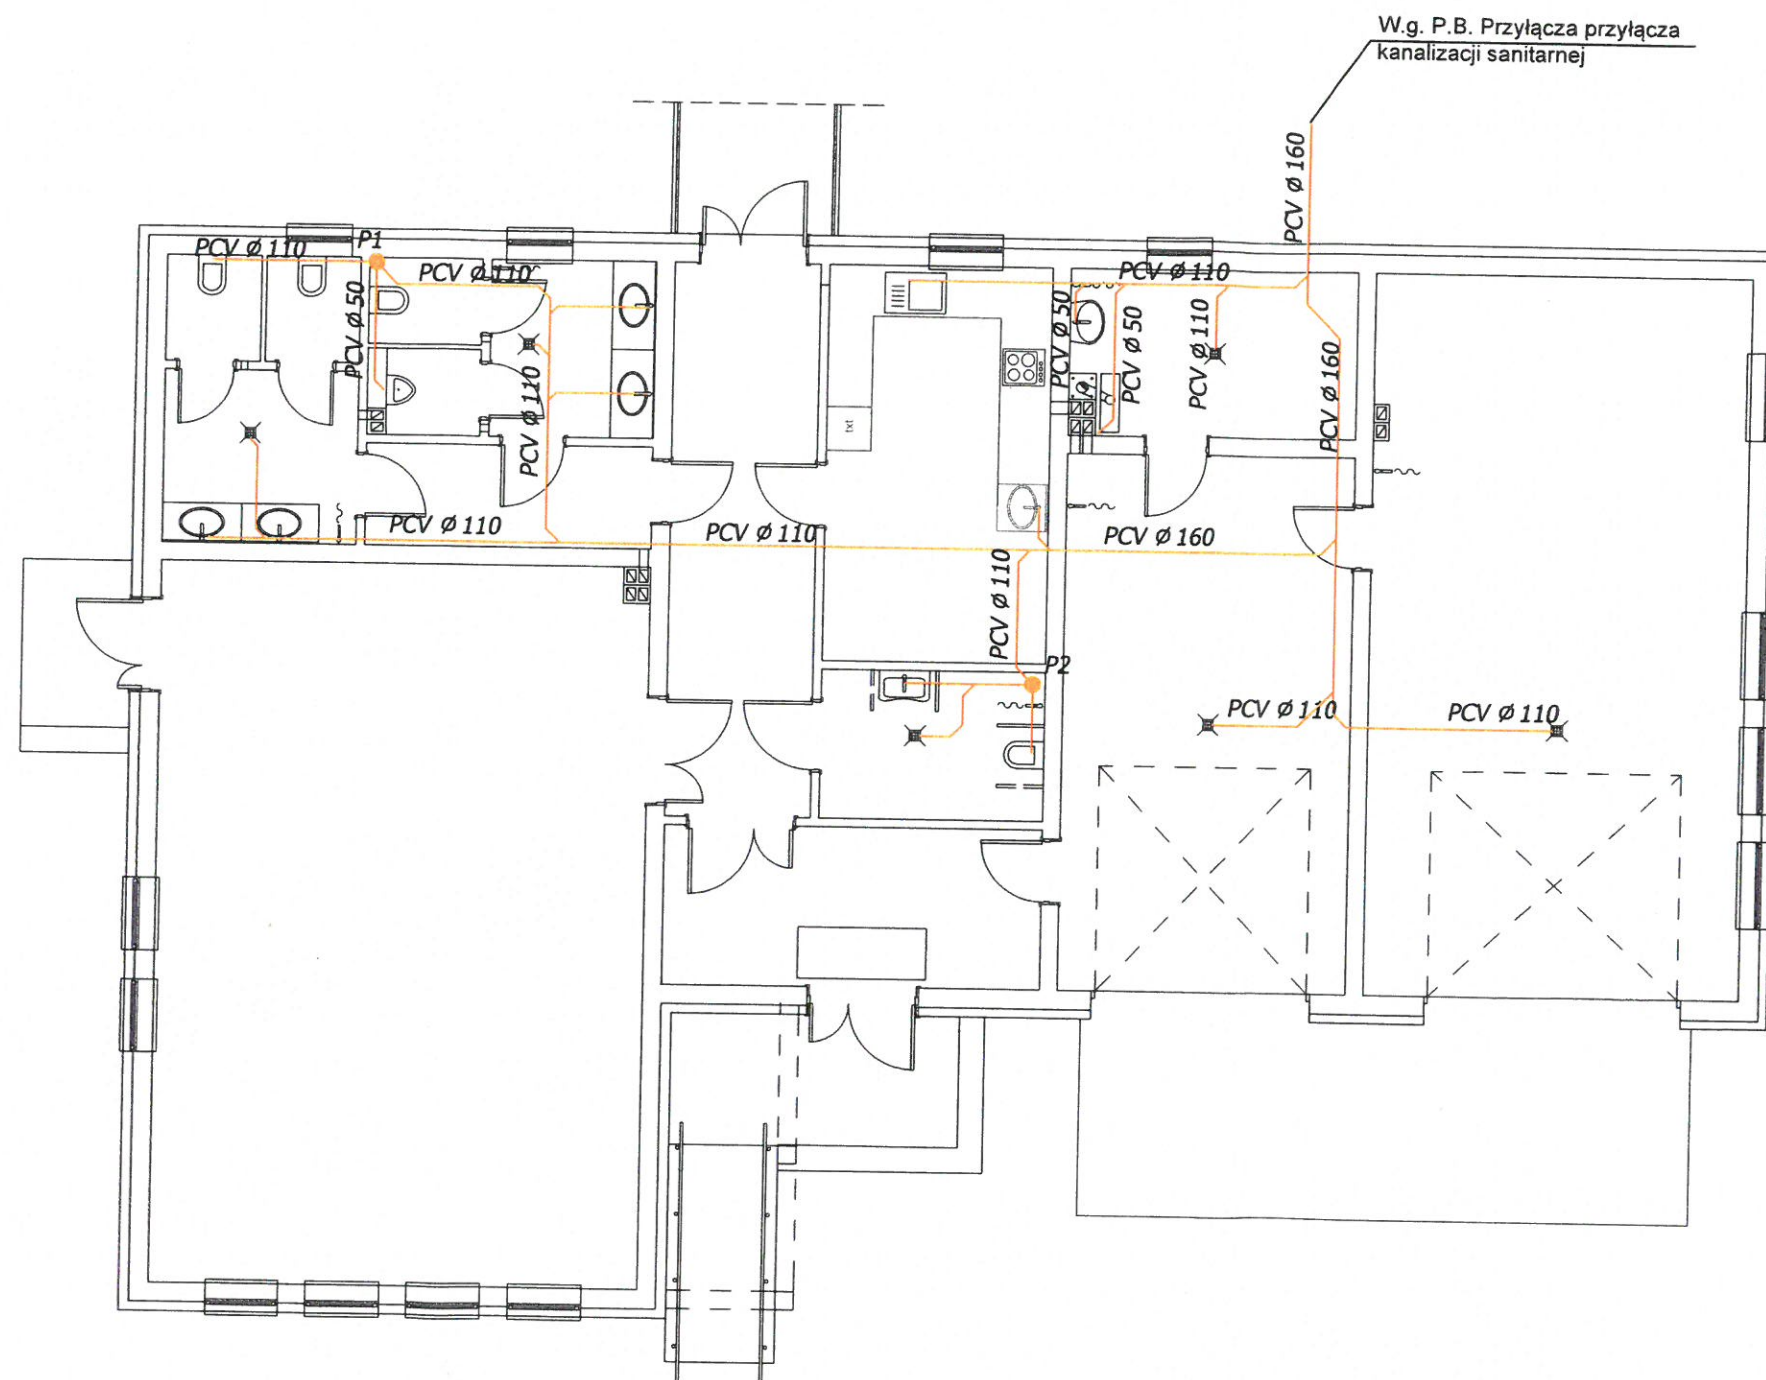 W.g. P.B. Przyłącza przyłącza
kanalizacji sanitarnej
PCV Ø 160
PCV Ø 110
P1
PCV Ø 110
PCV Ø 110
PCV Ø 50
PCV Ø 50
PCV Ø 50
PCV Ø 110
PCV Ø 160
PCV Ø 110
txt
PCV Ø 110
PCV Ø 110
PCV Ø 160
PCV Ø 110
P2
PCV Ø 110
PCV Ø 110